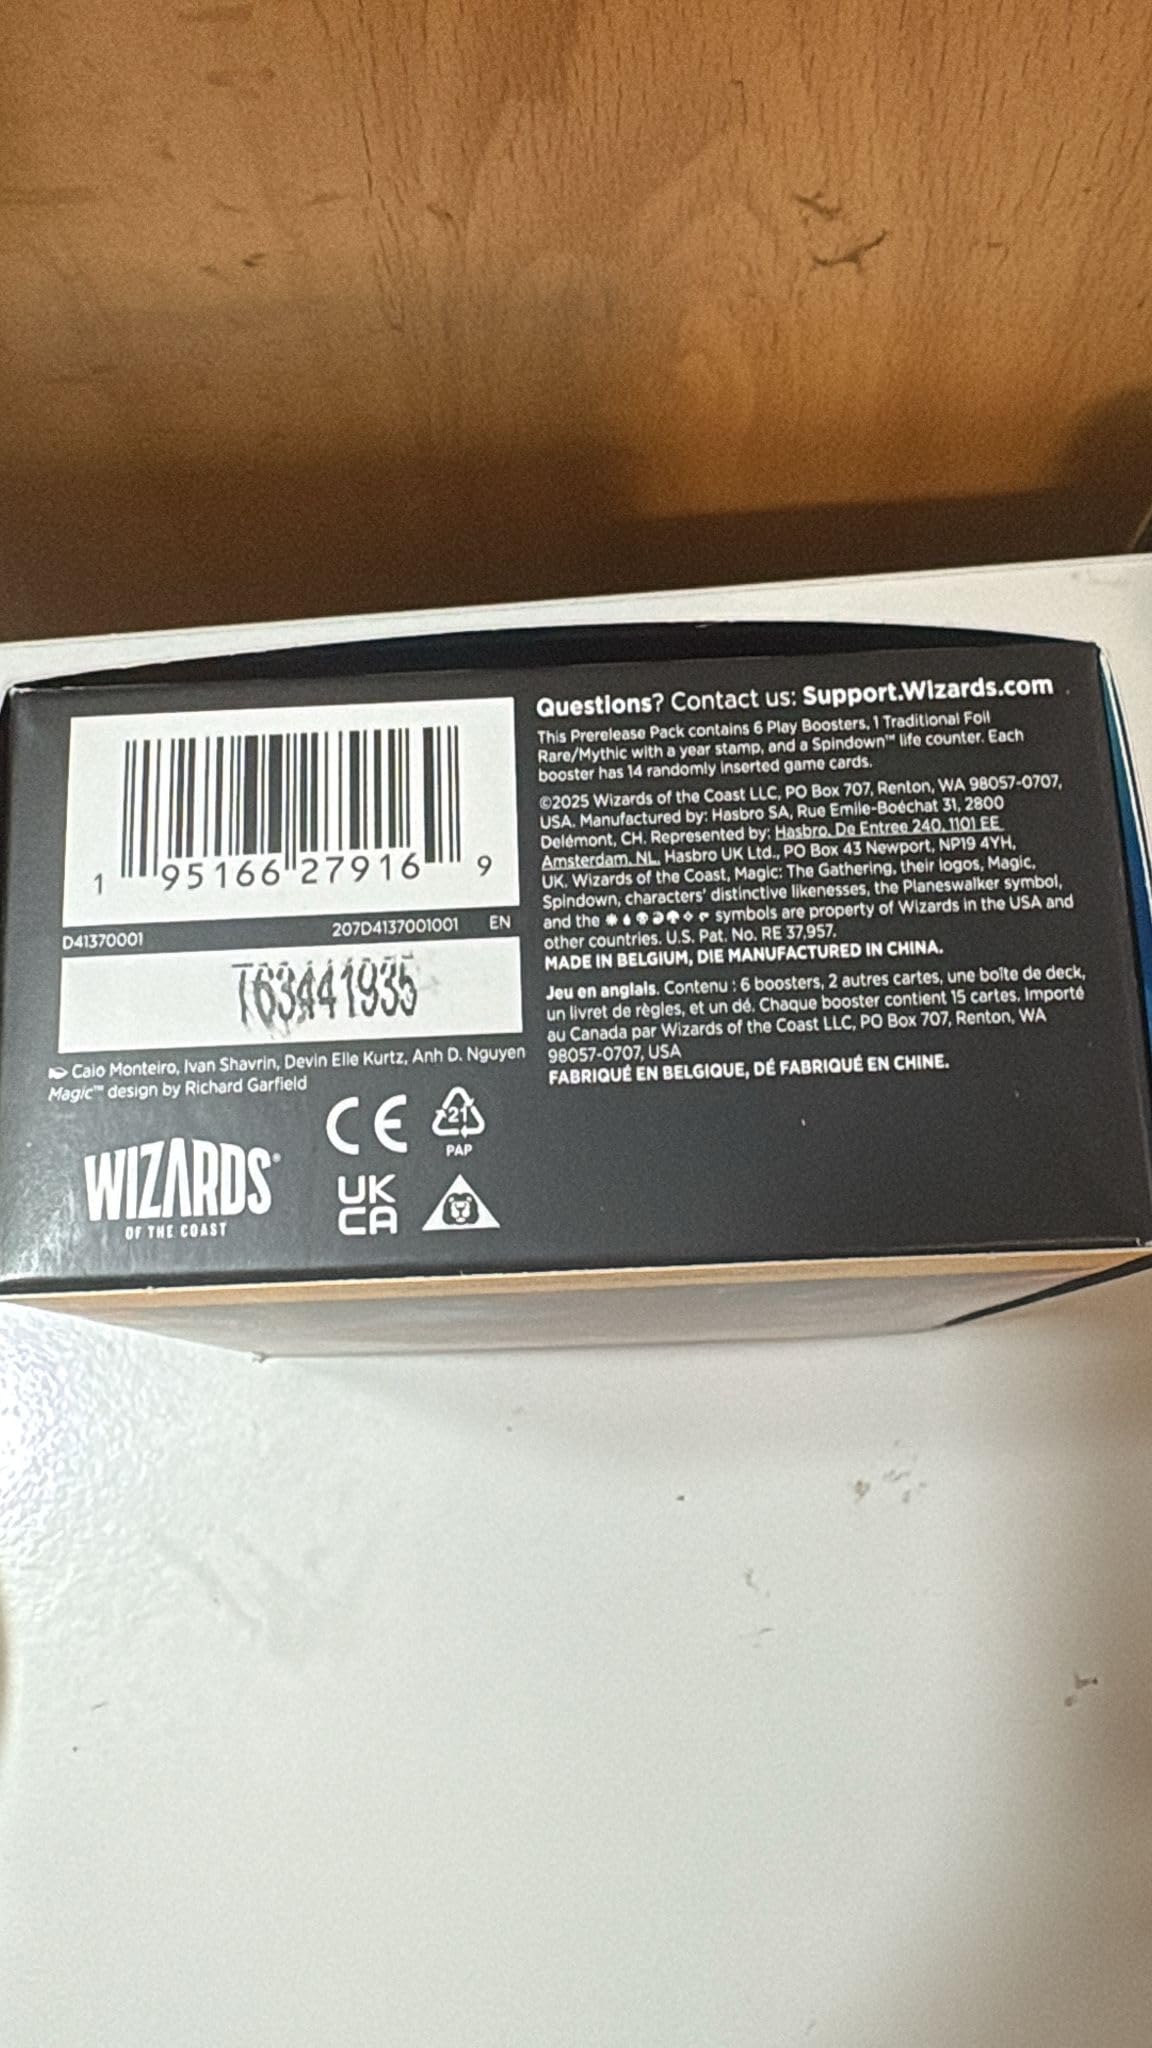 1 95166 27916 9
D41370001 207D4137001001 EN
T63441935
Caio Monteiro, Ivan Shavrin, Devin Elle Kurtz, Anh D. Nguyen
Magic™ design by Richard Garfield
WIZARDS®
OF THE COAST
CE
21
PAP
UK
CA
Questions? Contact us: Support.Wizards.com
This Prerelease Pack contains 6 Play Boosters, 1 Traditional Foil
Rare/Mythic with a year stamp, and a Spindown™ life counter. Each
booster has 14 randomly inserted game cards.
©2025 Wizards of the Coast LLC, PO Box 707, Renton, WA 98057-0707,
USA. Manufactured by: Hasbro SA, Rue Emile-Boéchat 31, 2800
Delémont, CH. Represented by: Hasbro, De Entree 240, 1101 EE
Amsterdam, NL. Hasbro UK Ltd., PO Box 43 Newport, NP19 4YH,
UK. Wizards of the Coast, Magic: The Gathering, their logos, Magic,
Spindown, characters' distinctive likenesses, the Planeswalker symbol,
and the symbols are property of Wizards in the USA and
other countries. U.S. Pat. No. RE 37,957.
MADE IN BELGIUM, DIE MANUFACTURED IN CHINA.
Jeu en anglais. Contenu : 6 boosters, 2 autres cartes, une boîte de deck,
un livret de règles, et un dé. Chaque booster contient 15 cartes. Importé
au Canada par Wizards of the Coast LLC, PO Box 707, Renton, WA
98057-0707, USA
FABRIQUÉ EN BELGIQUE, DÉ FABRIQUÉ EN CHINE.